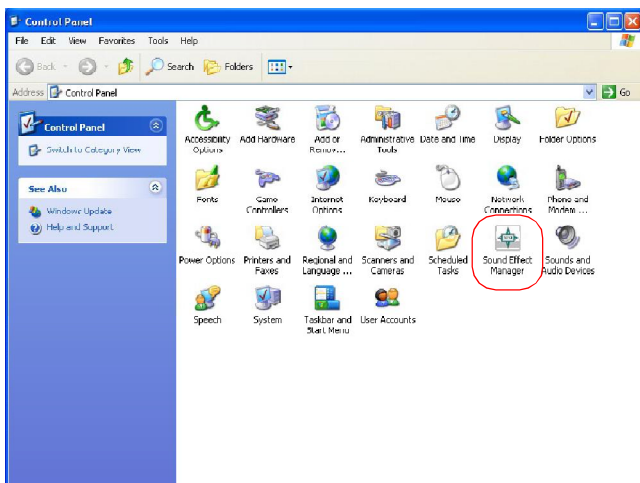 Control Panel
File Edit View Favorites Tools Help
Back Search Folders
Address Control Panel Go
Control Panel
Switch to Category View
See Also
Windows Update
Help and Support
Accessibility Options
Add Hardware
Add or Remov...
Administrative Tools
Date and Time
Display
Folder Options
Fonts
Game Controllers
Internet Options
Keyboard
Mouse
Network Connections
Phone and Modem ...
Power Options
Printers and Faxes
Regional and Language ...
Scanners and Cameras
Scheduled Tasks
Sound Effect Manager
Sounds and Audio Devices
Speech
System
Taskbar and Start Menu
User Accounts